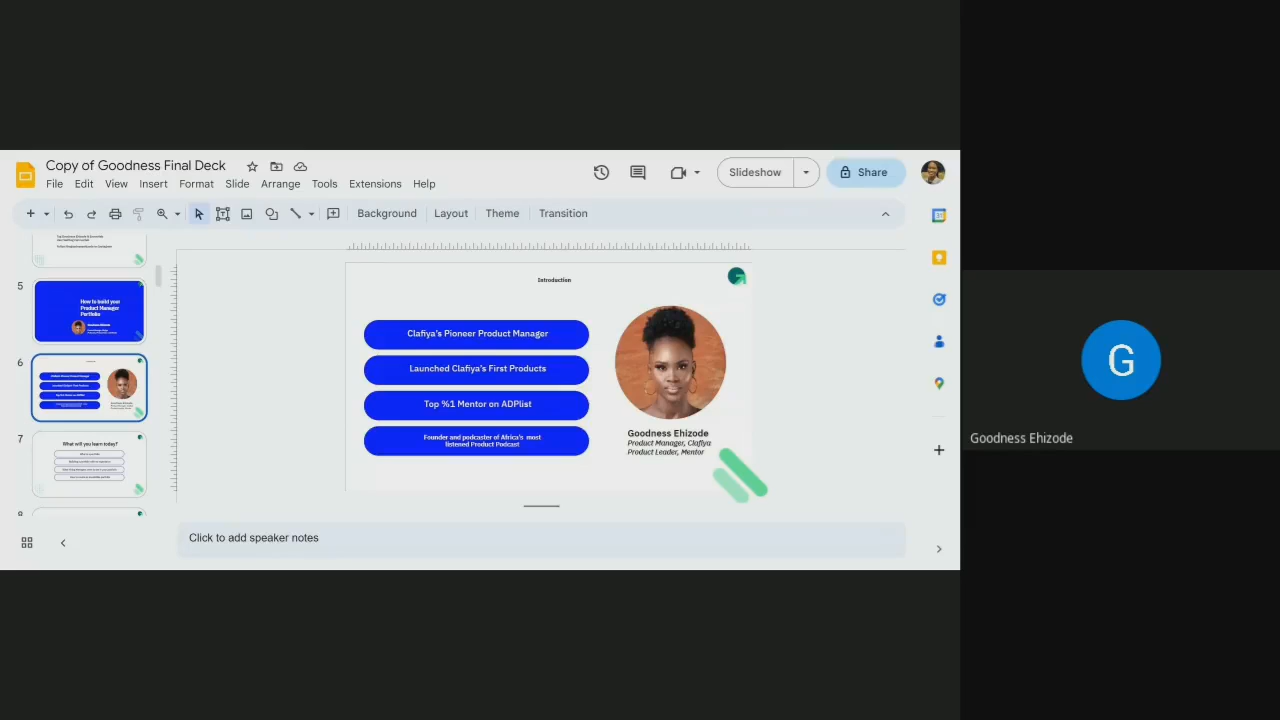 Copy of Goodness Final Deck
File Edit View Insert Format Slide Arrange Tools Extensions Help
Slideshow
Share
Background Layout Theme Transition
5
How to build your
Product Manager
Portfolio
6
7
What will you learn today?
8
Introduction
Clafiya's Pioneer Product Manager
Launched Clafiya's First Products
Top %1 Mentor on ADPlist
Founder and podcaster of Africa's most
listened Product Podcast
Goodness Ehizode
Product Manager, Clafiya
Product Leader, Mentor
Click to add speaker notes
G
Goodness Ehizode